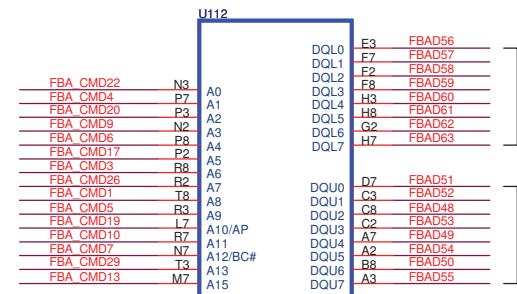 U112
FBA_CMD22 N3 A0
FBA_CMD4 P7 A1
FBA_CMD20 P3 A2
FBA_CMD9 N2 A3
FBA_CMD6 P8 A4
FBA_CMD17 P2 A5
FBA_CMD3 R8 A6
FBA_CMD26 R2 A7
FBA_CMD1 T8 A8
FBA_CMD5 R3 A9
FBA_CMD19 L7 A10/AP
FBA_CMD10 R7 A11
FBA_CMD7 N7 A12/BC#
FBA_CMD29 T3 A13
FBA_CMD13 M7 A15
DQL0 E3 FBAD56
DQL1 F7 FBAD57
DQL2 F2 FBAD58
DQL3 F8 FBAD59
DQL4 H3 FBAD60
DQL5 H8 FBAD61
DQL6 G2 FBAD62
DQL7 H7 FBAD63
DQU0 D7 FBAD51
DQU1 C3 FBAD52
DQU2 C8 FBAD48
DQU3 C2 FBAD53
DQU4 A7 FBAD49
DQU5 A2 FBAD54
DQU6 B8 FBAD50
DQU7 A3 FBAD55